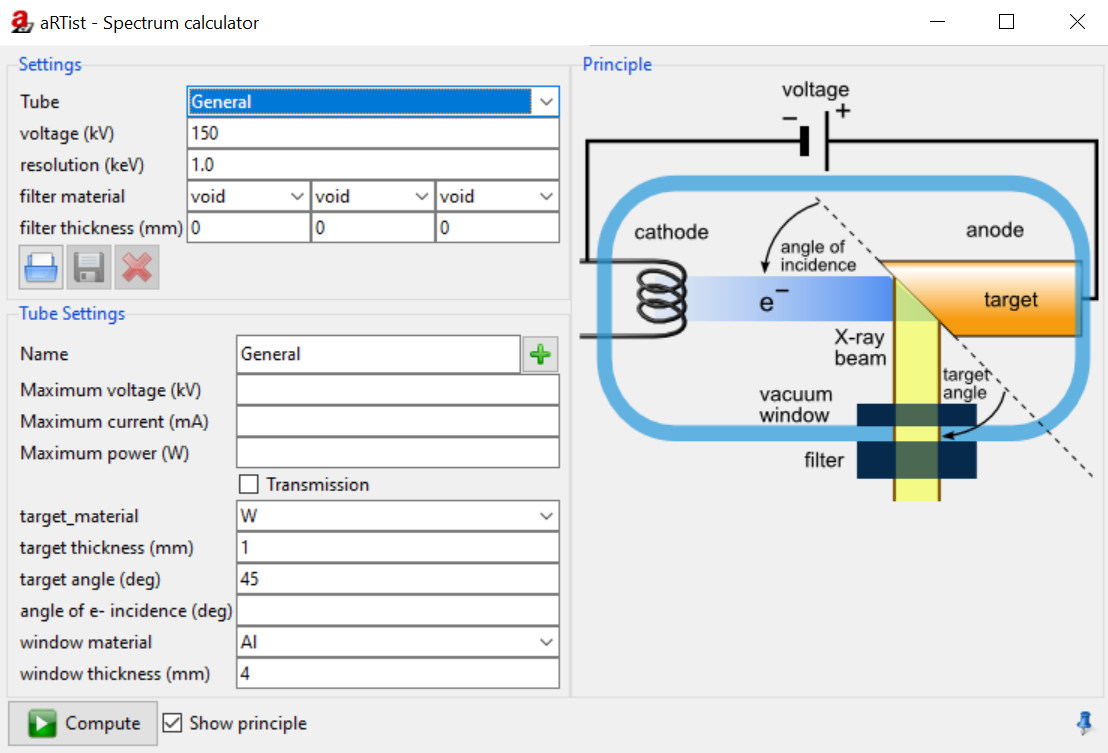 aRTist - Spectrum calculator
Settings
Tube General
voltage (kV) 150
resolution (keV) 1.0
filter material void void void
filter thickness (mm) 0 0 0
Tube Settings
Name General
Maximum voltage (kV)
Maximum current (mA)
Maximum power (W)
Transmission
target_material W
target thickness (mm) 1
target angle (deg) 45
angle of e- incidence (deg)
window material Al
window thickness (mm) 4
Compute Show principle
Principle
voltage
− +
cathode
anode
angle of
incidence
e−
target
X-ray
beam
target
angle
vacuum
window
filter